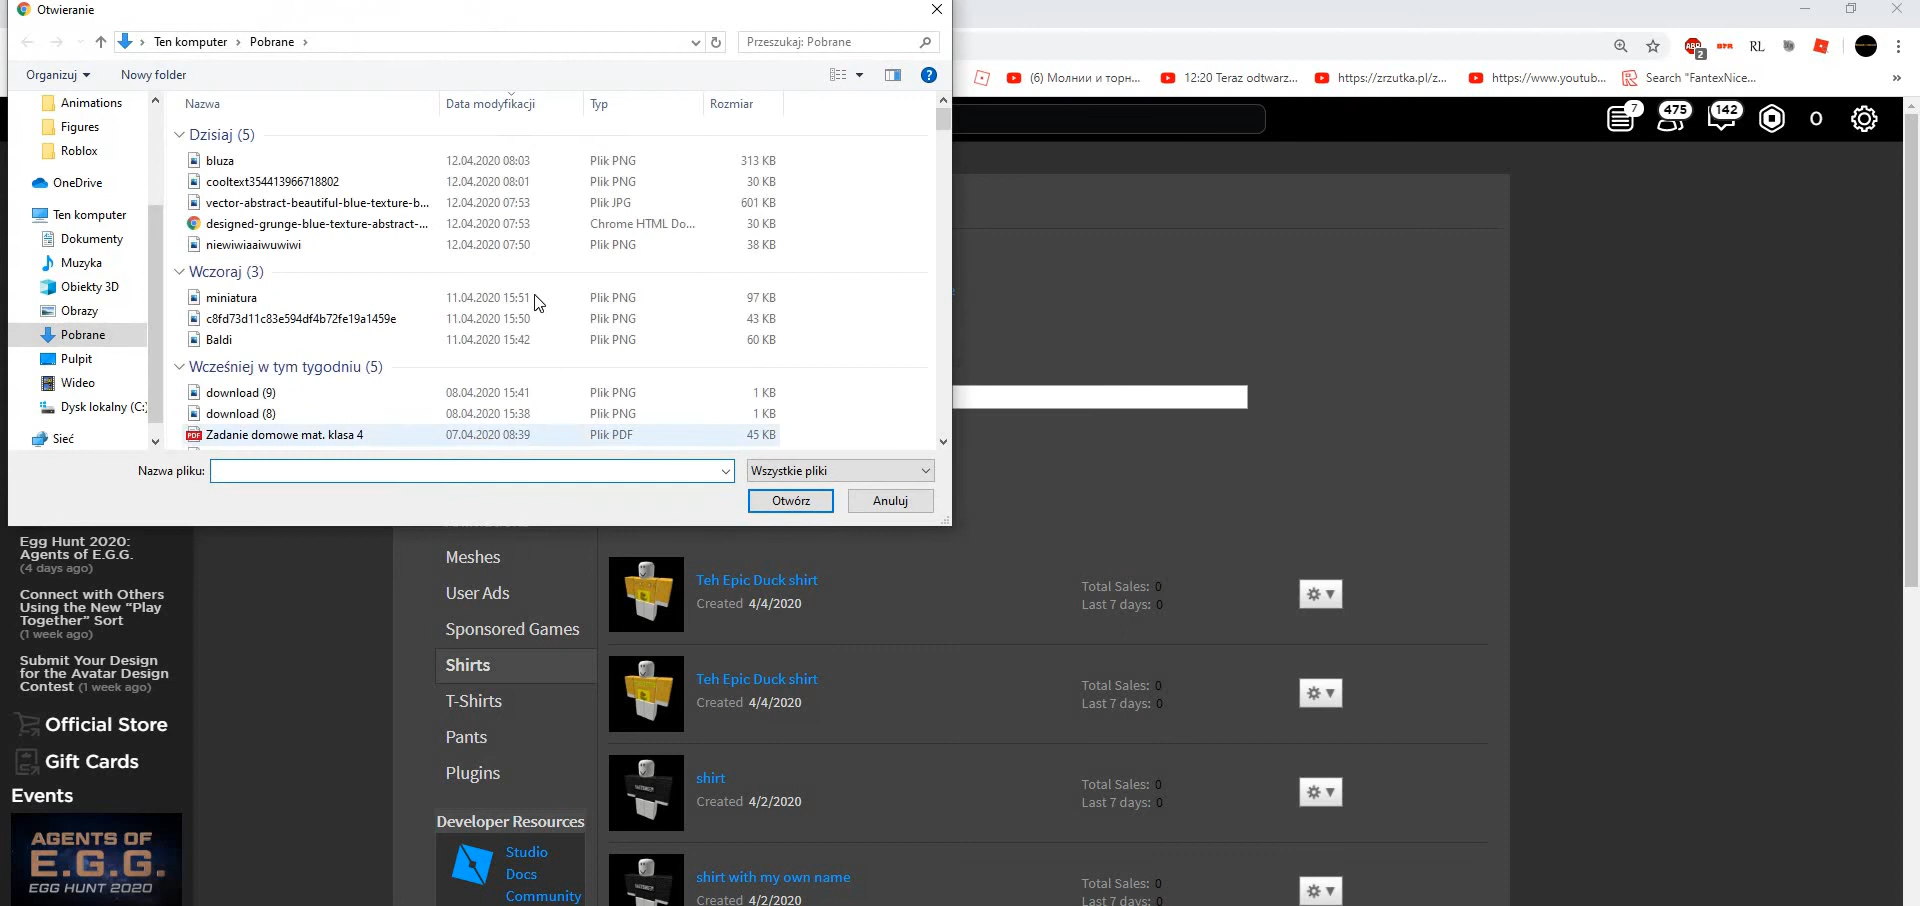 Otwieranie
Ten komputer
Pobrane
Przeszukaj: Pobrane
Organizuj
Nowy folder
RL
2
(6) Молнии и торн...
12:20 Teraz odtwarz...
https://zrzutka.pl/z...
https://www.youtub...
Search "FantexNice...
»
Animations
Figures
Roblox
OneDrive
Ten komputer
Dokumenty
Muzyka
Obiekty 3D
Obrazy
Pobrane
Pulpit
Wideo
Dysk lokalny (C:)
Sieć
Nazwa Data modyfikacji Typ Rozmiar
Dzisiaj (5)
bluza 12.04.2020 08:03 Plik PNG 313 KB
cooltext354413966718802 12.04.2020 08:01 Plik PNG 30 KB
vector-abstract-beautiful-blue-texture-b... 12.04.2020 07:53 Plik JPG 601 KB
designed-grunge-blue-texture-abstract-... 12.04.2020 07:53 Chrome HTML Do... 30 KB
niewiwiaaiwuwiwi 12.04.2020 07:50 Plik PNG 38 KB
Wczoraj (3)
miniatura 11.04.2020 15:51 Plik PNG 97 KB
c8fd73d11c83e594df4b72fe19a1459e 11.04.2020 15:50 Plik PNG 43 KB
Baldi 11.04.2020 15:42 Plik PNG 60 KB
Wcześniej w tym tygodniu (5)
download (9) 08.04.2020 15:41 Plik PNG 1 KB
download (8) 08.04.2020 15:38 Plik PNG 1 KB
Zadanie domowe mat. klasa 4 07.04.2020 08:39 Plik PDF 45 KB
Nazwa pliku:
Wszystkie pliki
Otwórz
Anuluj
7
475
142
0
Egg Hunt 2020:
Agents of E.G.G.
(4 days ago)
Connect with Others
Using the New "Play
Together" Sort
(1 week ago)
Submit Your Design
for the Avatar Design
Contest (1 week ago)
Official Store
Gift Cards
Events
AGENTS OF
E.G.G.
EGG HUNT 2020
Meshes
User Ads
Sponsored Games
Shirts
T-Shirts
Pants
Plugins
Developer Resources
Studio
Docs
Community
Teh Epic Duck shirt
Created 4/4/2020
Total Sales: 0
Last 7 days: 0
Teh Epic Duck shirt
Created 4/4/2020
Total Sales: 0
Last 7 days: 0
shirt
Created 4/2/2020
Total Sales: 0
Last 7 days: 0
shirt with my own name
Created 4/2/2020
Total Sales: 0
Last 7 days: 0